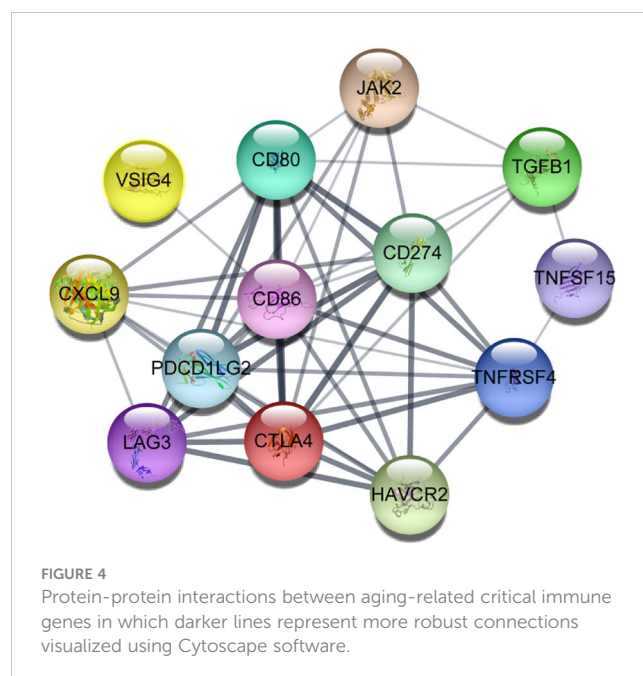 JAK2
CD80
TGFB1
VSIG4
CD274
TNFSF15
CXCL9
CD86
PDCD1LG2
TNFRSF4
LAG3
CTLA4
HAVCR2
FIGURE 4
Protein-protein interactions between aging-related critical immune
genes in which darker lines represent more robust connections
visualized using Cytoscape software.